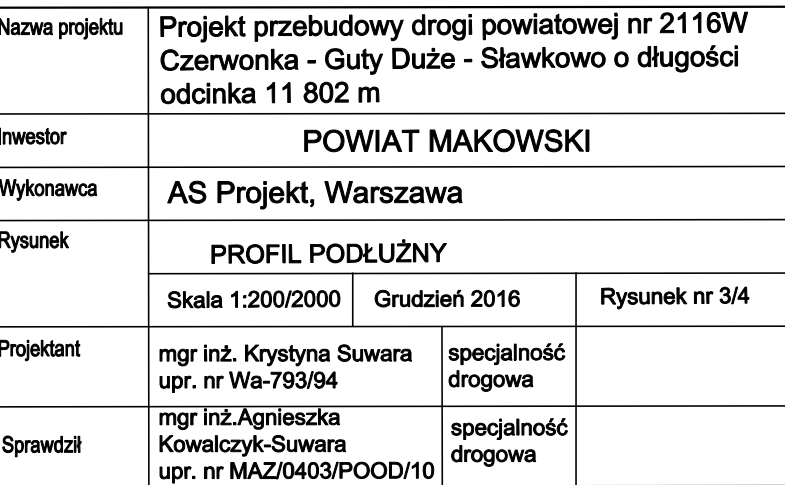 Nazwa projektu
Projekt przebudowy drogi powiatowej nr 2116W
Czerwonka - Guty Duże - Sławkowo o długości
odcinka 11 802 m
Inwestor
POWIAT MAKOWSKI
Wykonawca
AS Projekt, Warszawa
Rysunek
PROFIL PODŁUŻNY
Skala 1:200/2000
Grudzień 2016
Rysunek nr 3/4
Projektant
mgr inż. Krystyna Suwara
upr. nr Wa-793/94
specjalność
drogowa
Sprawdził
mgr inż.Agnieszka
Kowalczyk-Suwara
upr. nr MAZ/0403/POOD/10
specjalność
drogowa